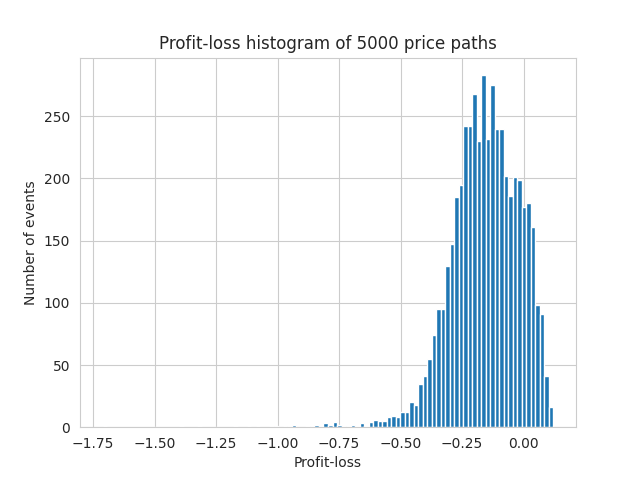 Profit-loss histogram of 5000 price paths
Number of events
250
200
150
100
50
0
−1.75 −1.50 −1.25 −1.00 −0.75 −0.50 −0.25 0.00
Profit-loss